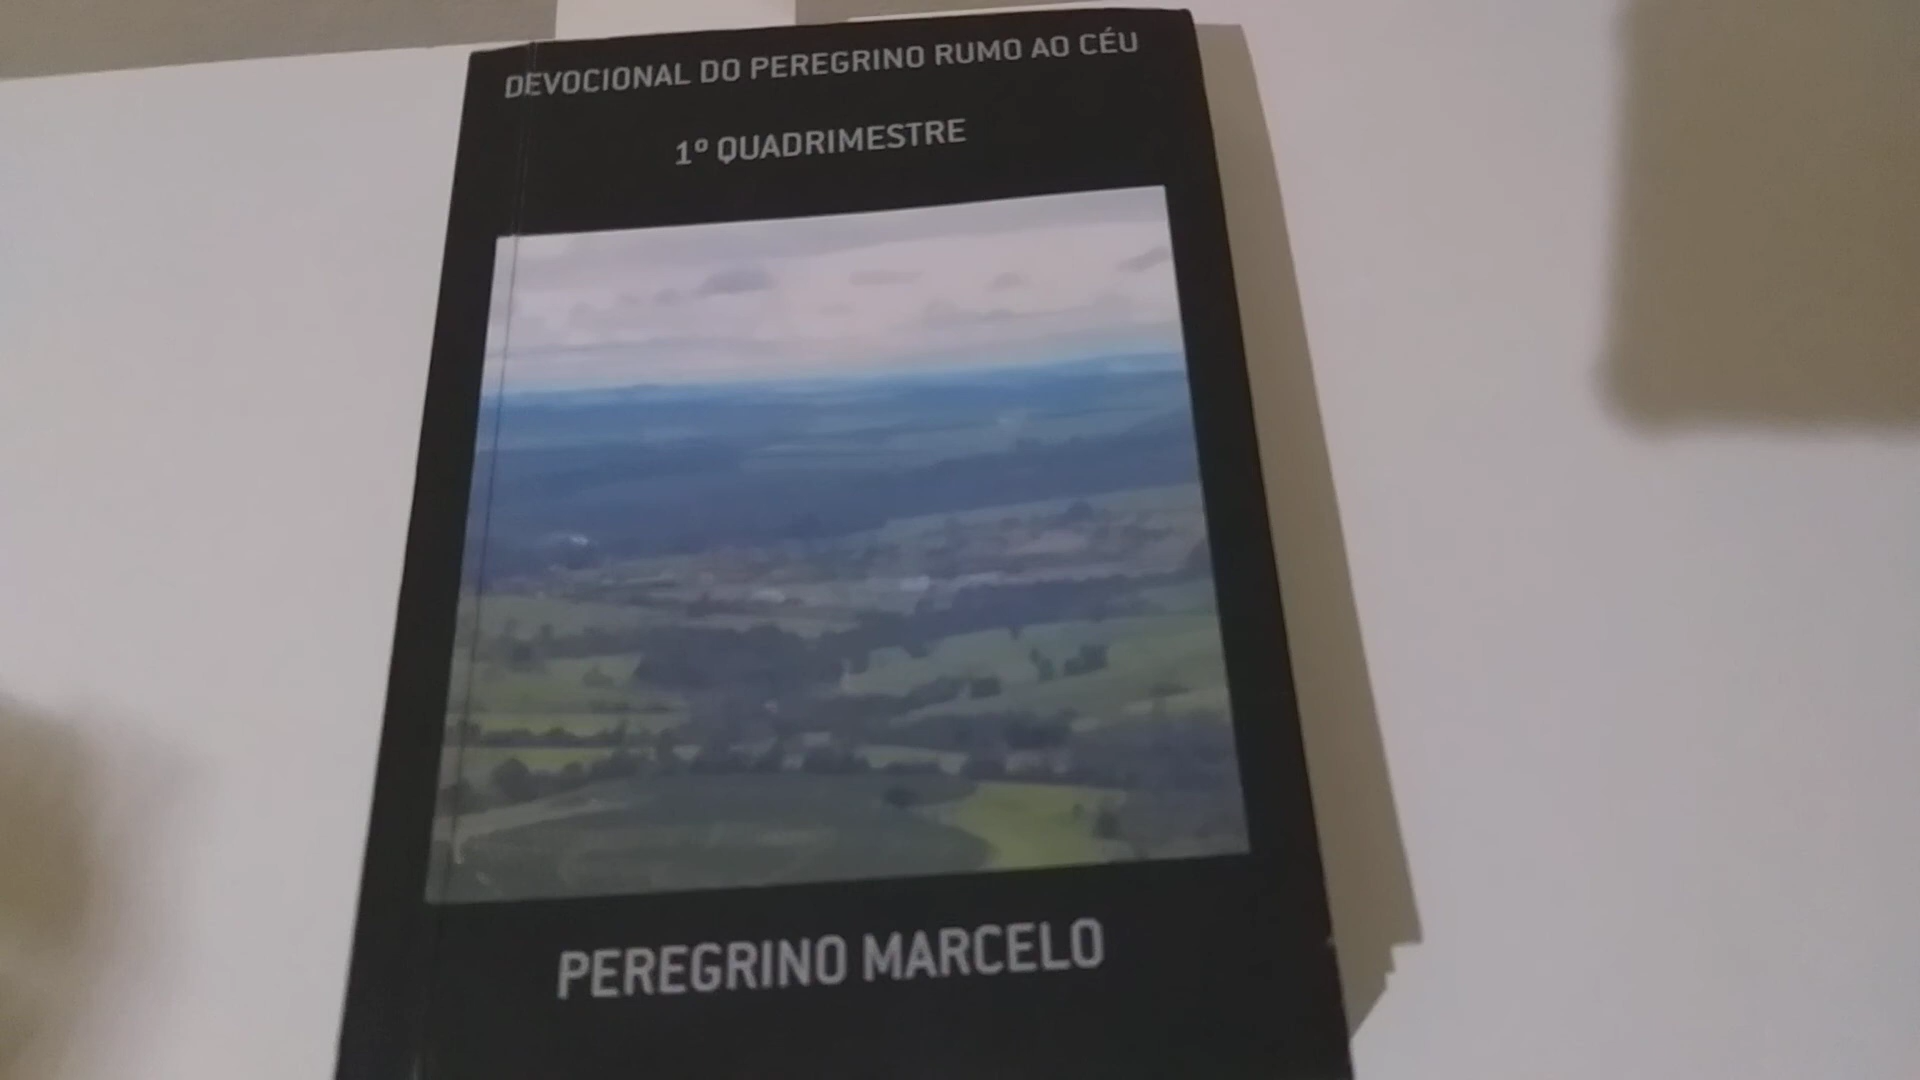 DEVOCIONAL DO PEREGRINO RUMO AO CÉU
1º QUADRIMESTRE
PEREGRINO MARCELO